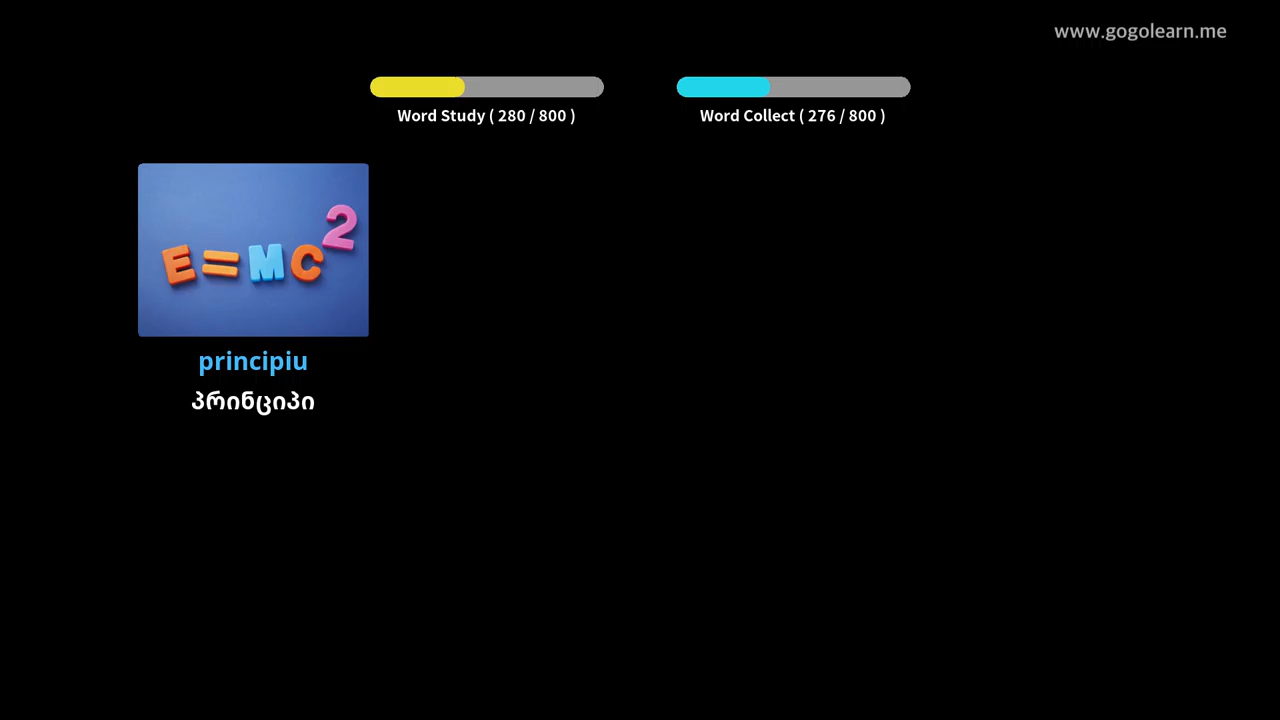 www.gogolearn.me
Word Study ( 280 / 800 )
Word Collect ( 276 / 800 )
E=MC²
principiu
პრინციპი